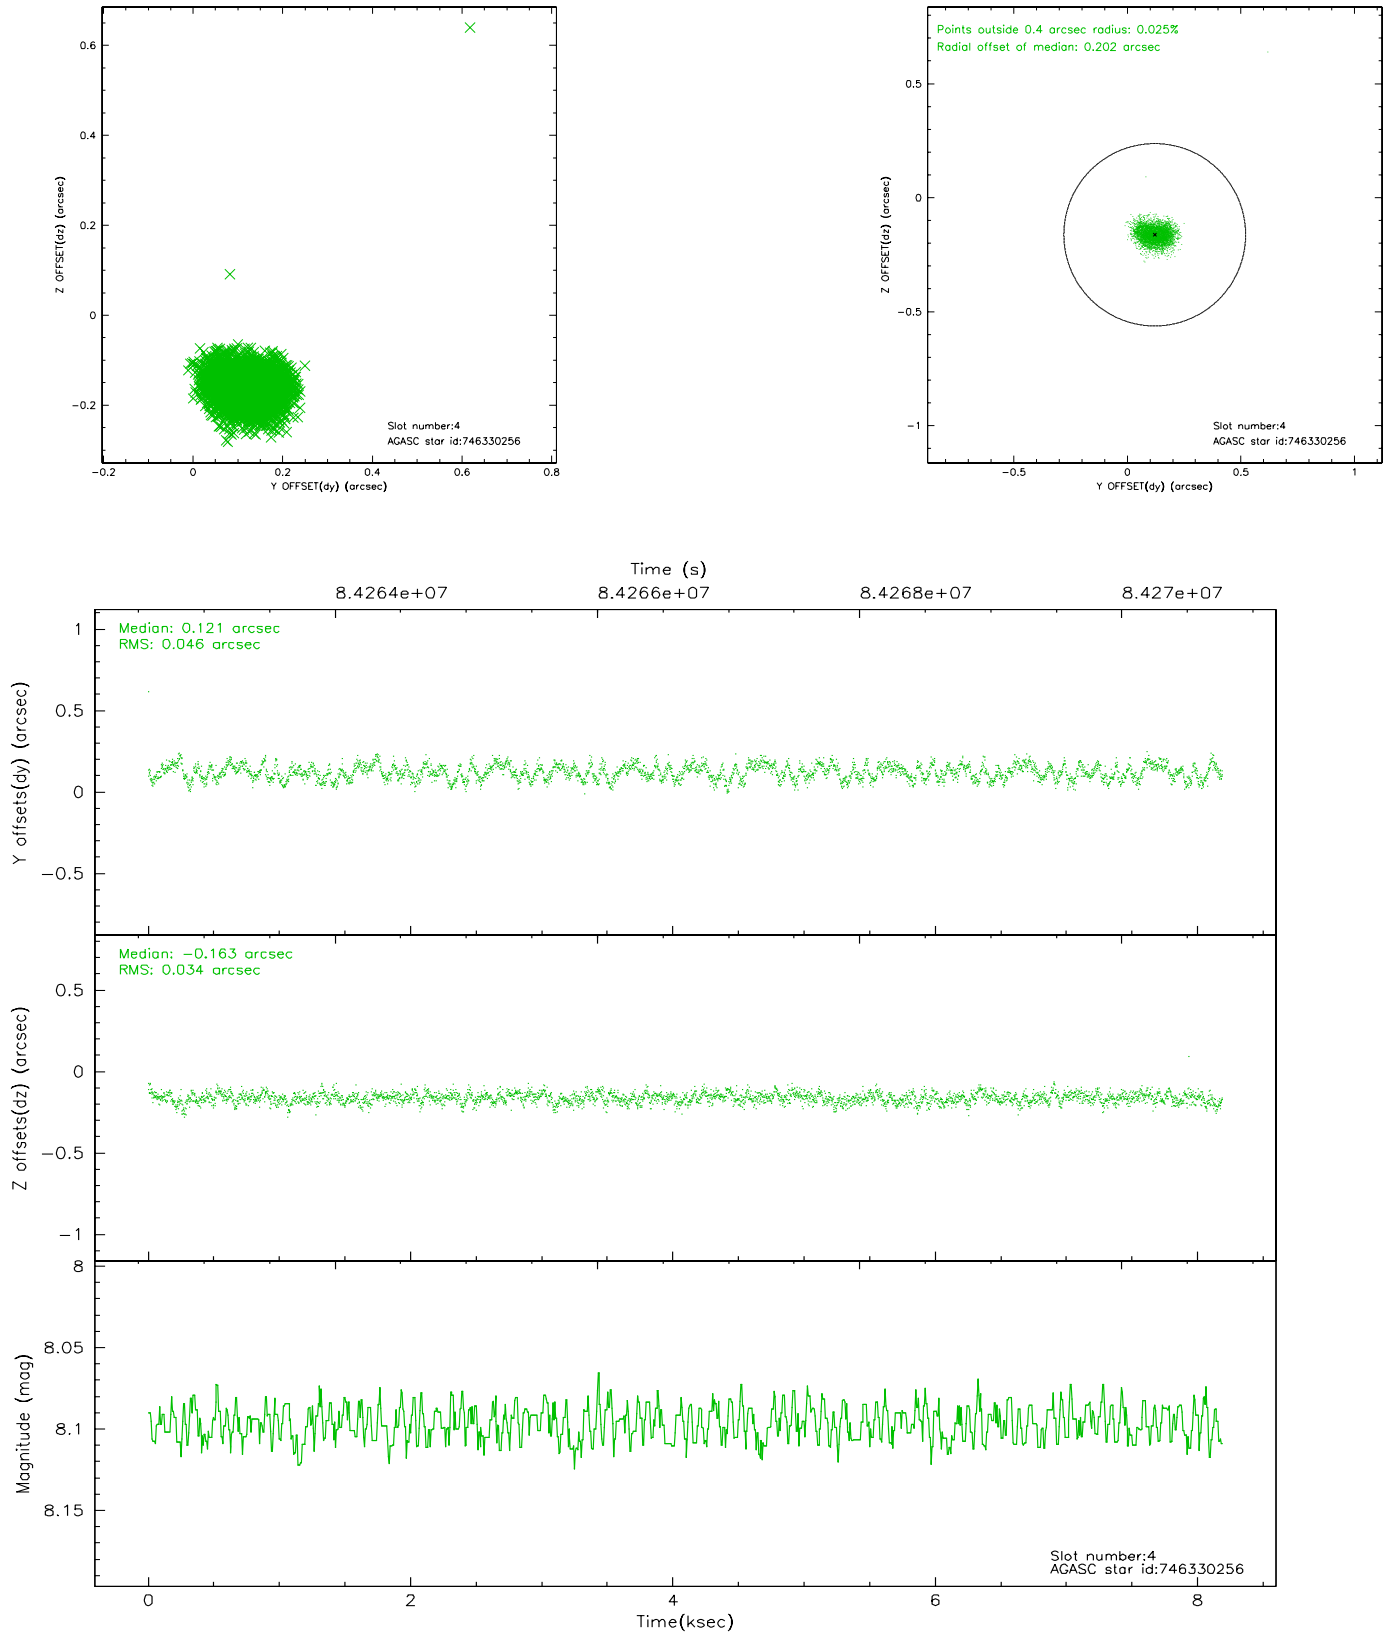 0.6
0.4
0.2
0
−0.2
Z OFFSET(dz) (arcsec)
Slot number:4
AGASC star id:746330256
−0.2 0 0.2 0.4 0.6 0.8
Y OFFSET(dy) (arcsec)
Points outside 0.4 arcsec radius: 0.025%
Radial offset of median: 0.202 arcsec
0.5
0
−0.5
−1
Z OFFSET(dz) (arcsec)
Slot number:4
AGASC star id:746330256
−0.5 0 0.5 1
Y OFFSET(dy) (arcsec)
Time (s)
8.4264e+07 8.4266e+07 8.4268e+07 8.427e+07
Median: 0.121 arcsec
RMS: 0.046 arcsec
1
0.5
0
−0.5
Y offsets(dy) (arcsec)
Median: −0.163 arcsec
RMS: 0.034 arcsec
0.5
0
−0.5
−1
Z offsets(dz) (arcsec)
8
8.05
8.1
8.15
Magnitude (mag)
Slot number:4
AGASC star id:746330256
0 2 4 6 8
Time(ksec)